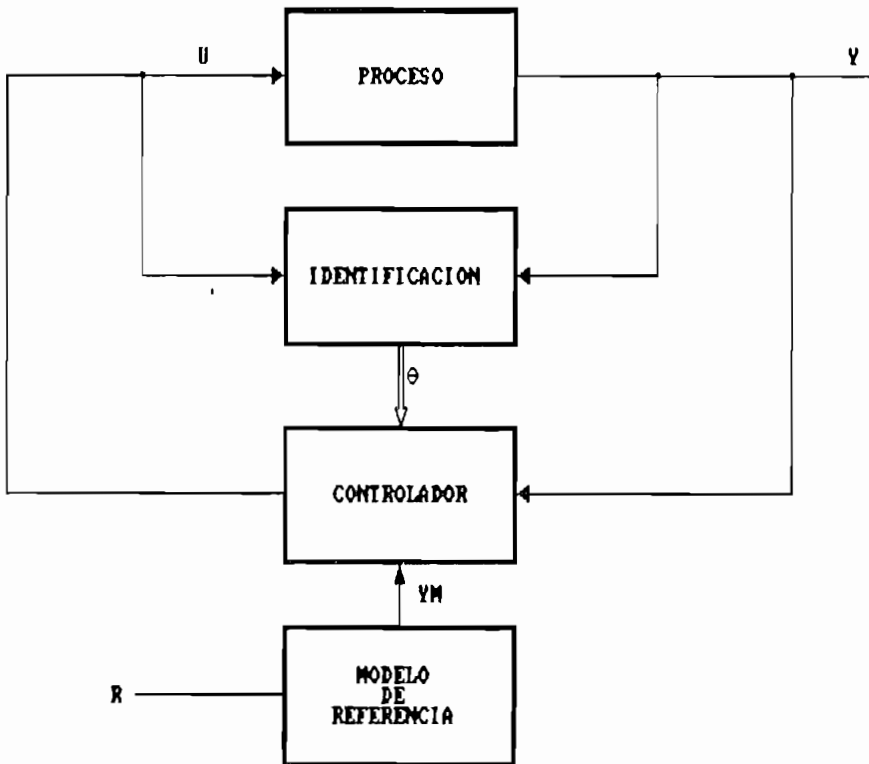 U
PROCESO
Y
IDENTIFICACION
θ
CONTROLADOR
YM
R
MODELO
DE
REFERENCIA